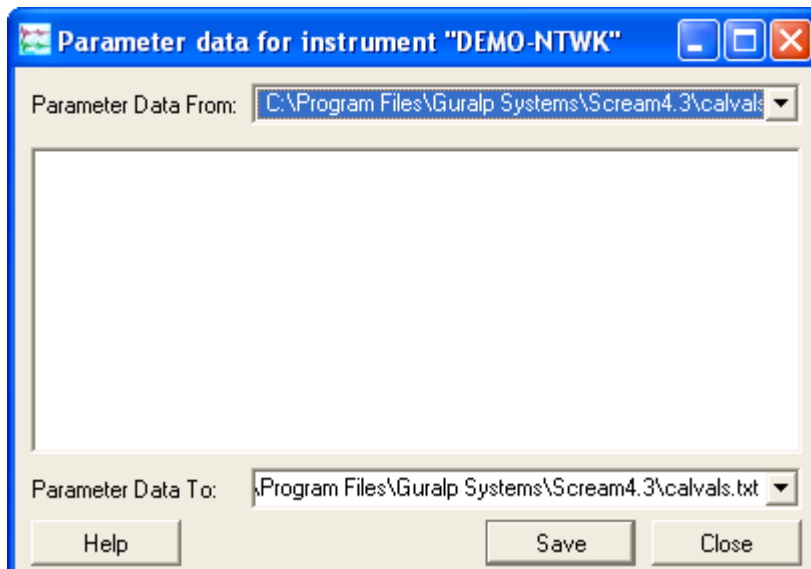 Parameter data for instrument "DEMO-NTWK"
Parameter Data From: C:\Program Files\Guralp Systems\Scream4.3\calvals
Parameter Data To: \Program Files\Guralp Systems\Scream4.3\calvals.txt
Help Save Close